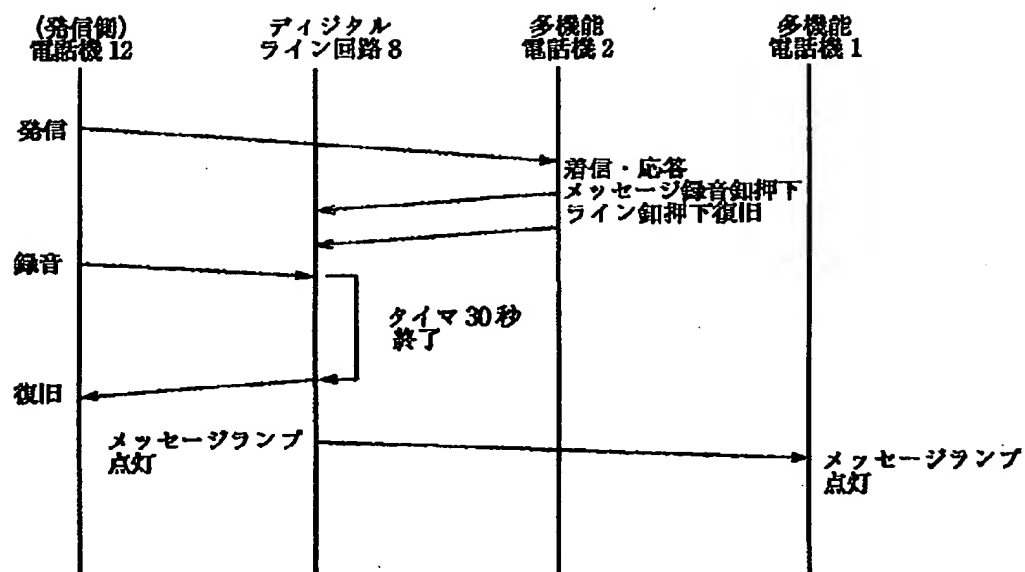 (発信側)
電話機 12
ディジタル
ライン回路 8
多機能
電話機 2
多機能
電話機 1
発信
着信・応答
メッセージ録音釦押下
ライン釦押下復旧
録音
タイマ 30 秒
終了
復旧
メッセージランプ
点灯
メッセージランプ
点灯